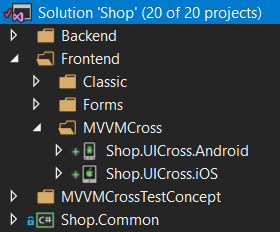 Solution 'Shop' (20 of 20 projects)
Backend
Frontend
Classic
Forms
MVVMCross
Shop.UICross.Android
Shop.UICross.iOS
MVVMCrossTestConcept
C# Shop.Common